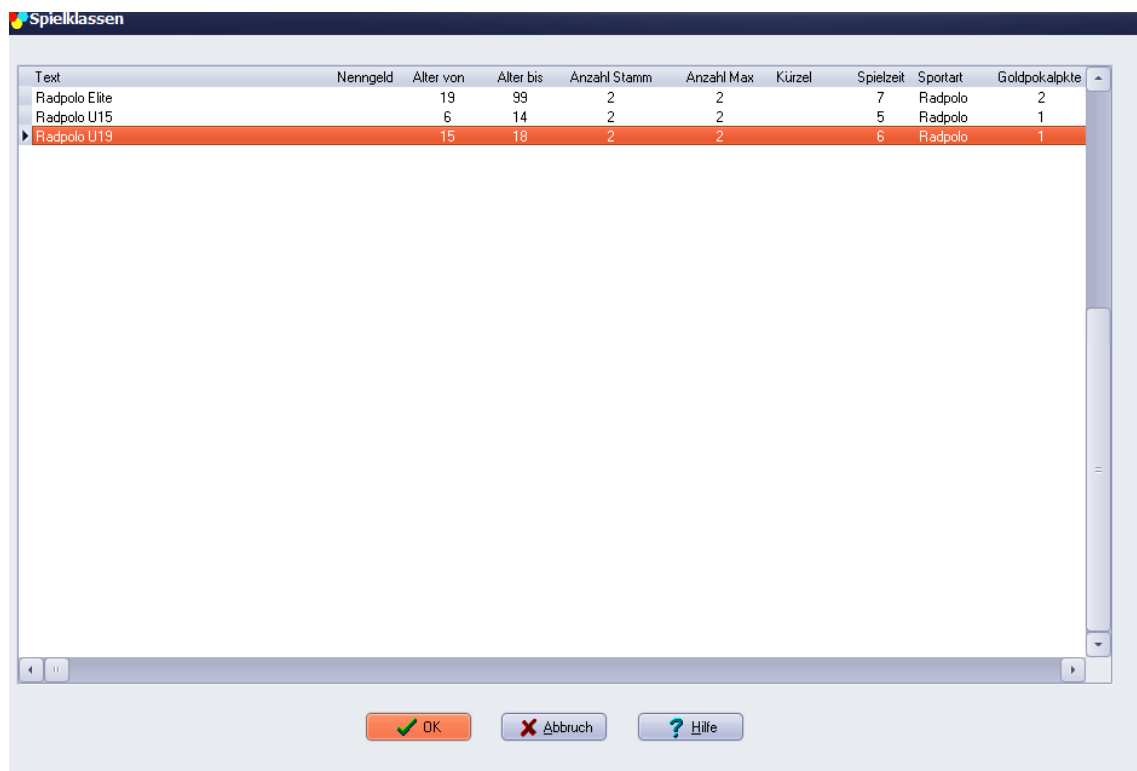 Spielklassen
Text Nenngeld Alter von Alter bis Anzahl Stamm Anzahl Max Kürzel Spielzeit Sportart Goldpokalpkte
Radpolo Elite 19 99 2 2 7 Radpolo 2
Radpolo U15 6 14 2 2 5 Radpolo 1
Radpolo U19 15 18 2 2 6 Radpolo 1
OK Abbruch Hilfe